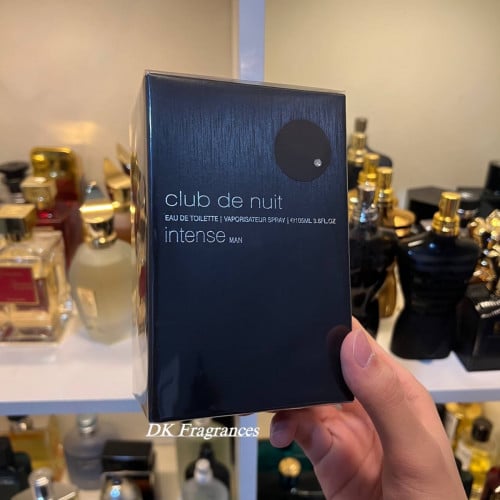 club de nuit
EAU DE TOILETTE | VAPORISATEUR SPRAY | ℮105ML 3.6FL.OZ
intense MAN
DK Fragrances